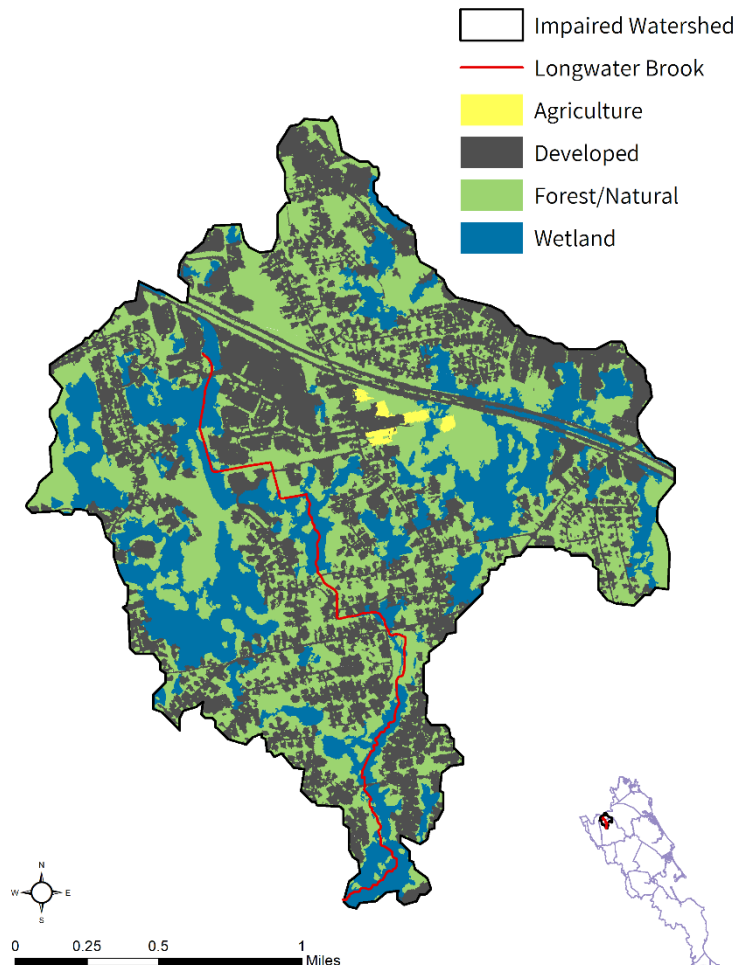 Impaired Watershed
Longwater Brook
Agriculture
Developed
Forest/Natural
Wetland
N
W E
S
0 0.25 0.5 1
Miles